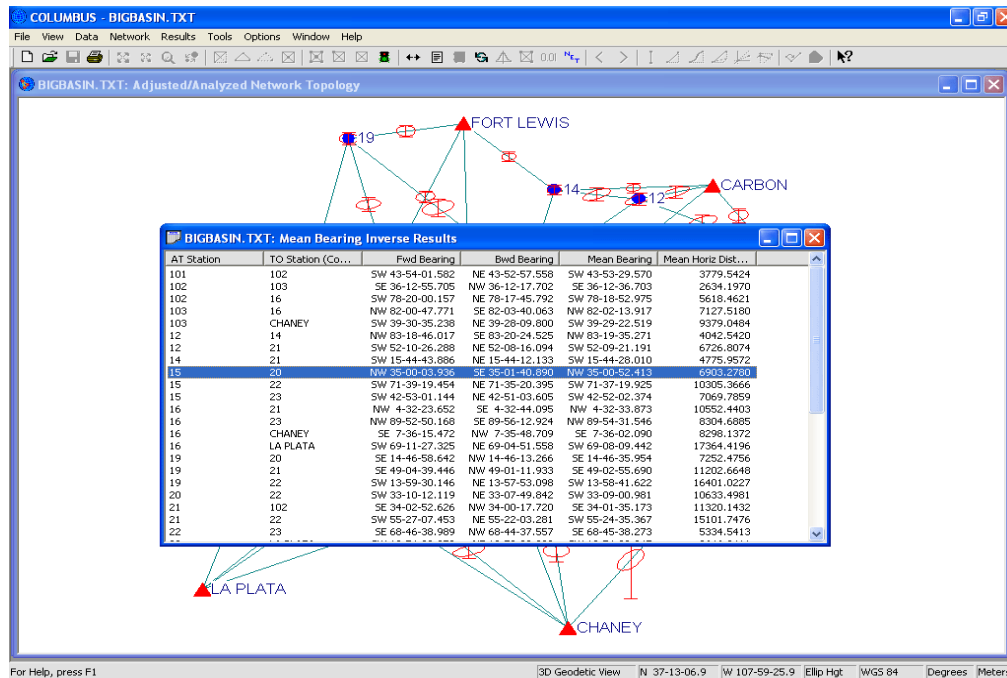 COLUMBUS - BIGBASIN.TXT
File View Data Network Results Tools Options Window Help
0.01
BIGBASIN.TXT: Adjusted/Analyzed Network Topology
FORT LEWIS
19
14
CARBON
12
BIGBASIN.TXT: Mean Bearing Inverse Results
AT Station TO Station (Co... Fwd Bearing Bwd Bearing Mean Bearing Mean Horiz Dist...
101 102 SW 43-54-01.582 NE 43-52-57.558 SW 43-53-29.570 3779.5424
102 103 SE 36-12-55.705 NW 36-12-17.702 SE 36-12-36.703 2634.1970
102 16 SW 78-20-00.157 NE 78-17-45.792 SW 78-18-52.975 5618.4621
103 16 NW 82-00-47.771 SE 82-03-40.063 NW 82-02-13.917 7127.5180
103 CHANEY SW 39-30-35.238 NE 39-28-09.800 SW 39-29-22.519 9379.0484
12 14 NW 83-18-46.017 SE 83-20-24.525 NW 83-19-35.271 4042.5420
12 21 SW 52-10-26.288 NE 52-08-16.094 SW 52-09-21.191 6726.8074
14 21 SW 15-44-43.886 NE 15-44-12.133 SW 15-44-28.010 4775.9572
15 20 NW 35-00-03.936 SE 35-01-40.890 NW 35-00-52.413 6903.2780
15 22 SW 71-39-19.454 NE 71-35-20.395 SW 71-37-19.925 10305.3666
15 23 SW 42-53-01.144 NE 42-51-03.605 SW 42-52-02.374 7069.7859
16 21 NW 4-32-23.652 SE 4-32-44.095 NW 4-32-33.873 10552.4403
16 23 NW 89-52-50.168 SE 89-56-12.924 NW 89-54-31.546 8304.6885
16 CHANEY SE 7-36-15.472 NW 7-35-48.709 SE 7-36-02.090 8298.1372
16 LA PLATA SW 69-11-27.325 NE 69-04-51.558 SW 69-08-09.442 17364.4196
19 20 SE 14-46-58.642 NW 14-46-13.266 SE 14-46-35.954 7252.4756
19 21 SE 49-04-39.446 NW 49-01-11.933 SE 49-02-55.690 11202.6648
19 22 SW 13-59-30.146 NE 13-57-53.098 SW 13-58-41.622 16401.0227
20 22 SW 33-10-12.119 NE 33-07-49.842 SW 33-09-00.981 10633.4981
21 102 SE 34-02-52.626 NW 34-00-17.720 SE 34-01-35.173 11320.1432
21 22 SW 55-27-07.453 NE 55-22-03.281 SW 55-24-35.367 15101.7476
22 23 SE 68-46-38.989 NW 68-44-37.557 SE 68-45-38.273 5334.5413
LA PLATA
CHANEY
For Help, press F1 3D Geodetic View N 37-13-06.9 W 107-59-25.9 Ellip Hgt WGS 84 Degrees Meter